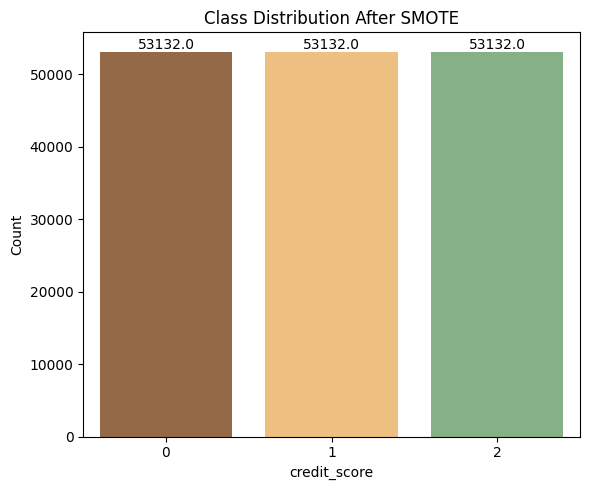 Class Distribution After SMOTE
53132.0 53132.0 53132.0
50000
40000
30000
20000
10000
0
Count
0 1 2
credit_score